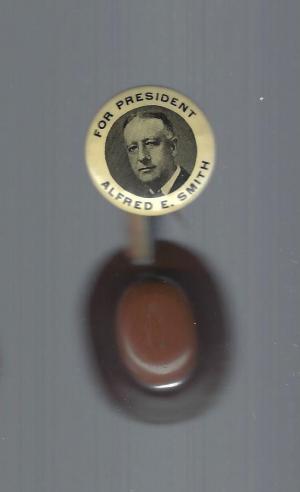 FOR PRESIDENT
ALFRED E. SMITH